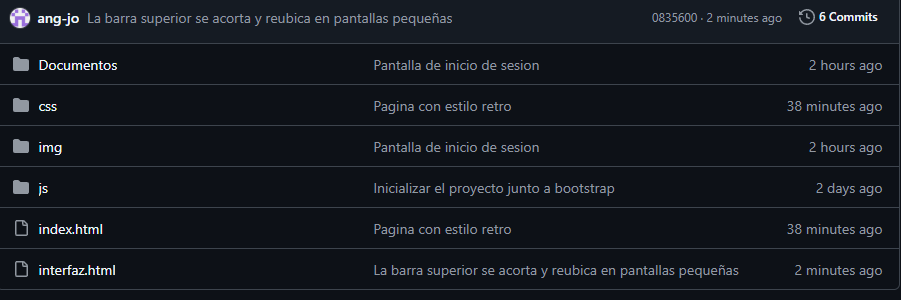 ang-jo La barra superior se acorta y reubica en pantallas pequeñas 0835600 · 2 minutes ago 6 Commits
Documentos Pantalla de inicio de sesion 2 hours ago
css Pagina con estilo retro 38 minutes ago
img Pantalla de inicio de sesion 2 hours ago
js Inicializar el proyecto junto a bootstrap 2 days ago
index.html Pagina con estilo retro 38 minutes ago
interfaz.html La barra superior se acorta y reubica en pantallas pequeñas 2 minutes ago